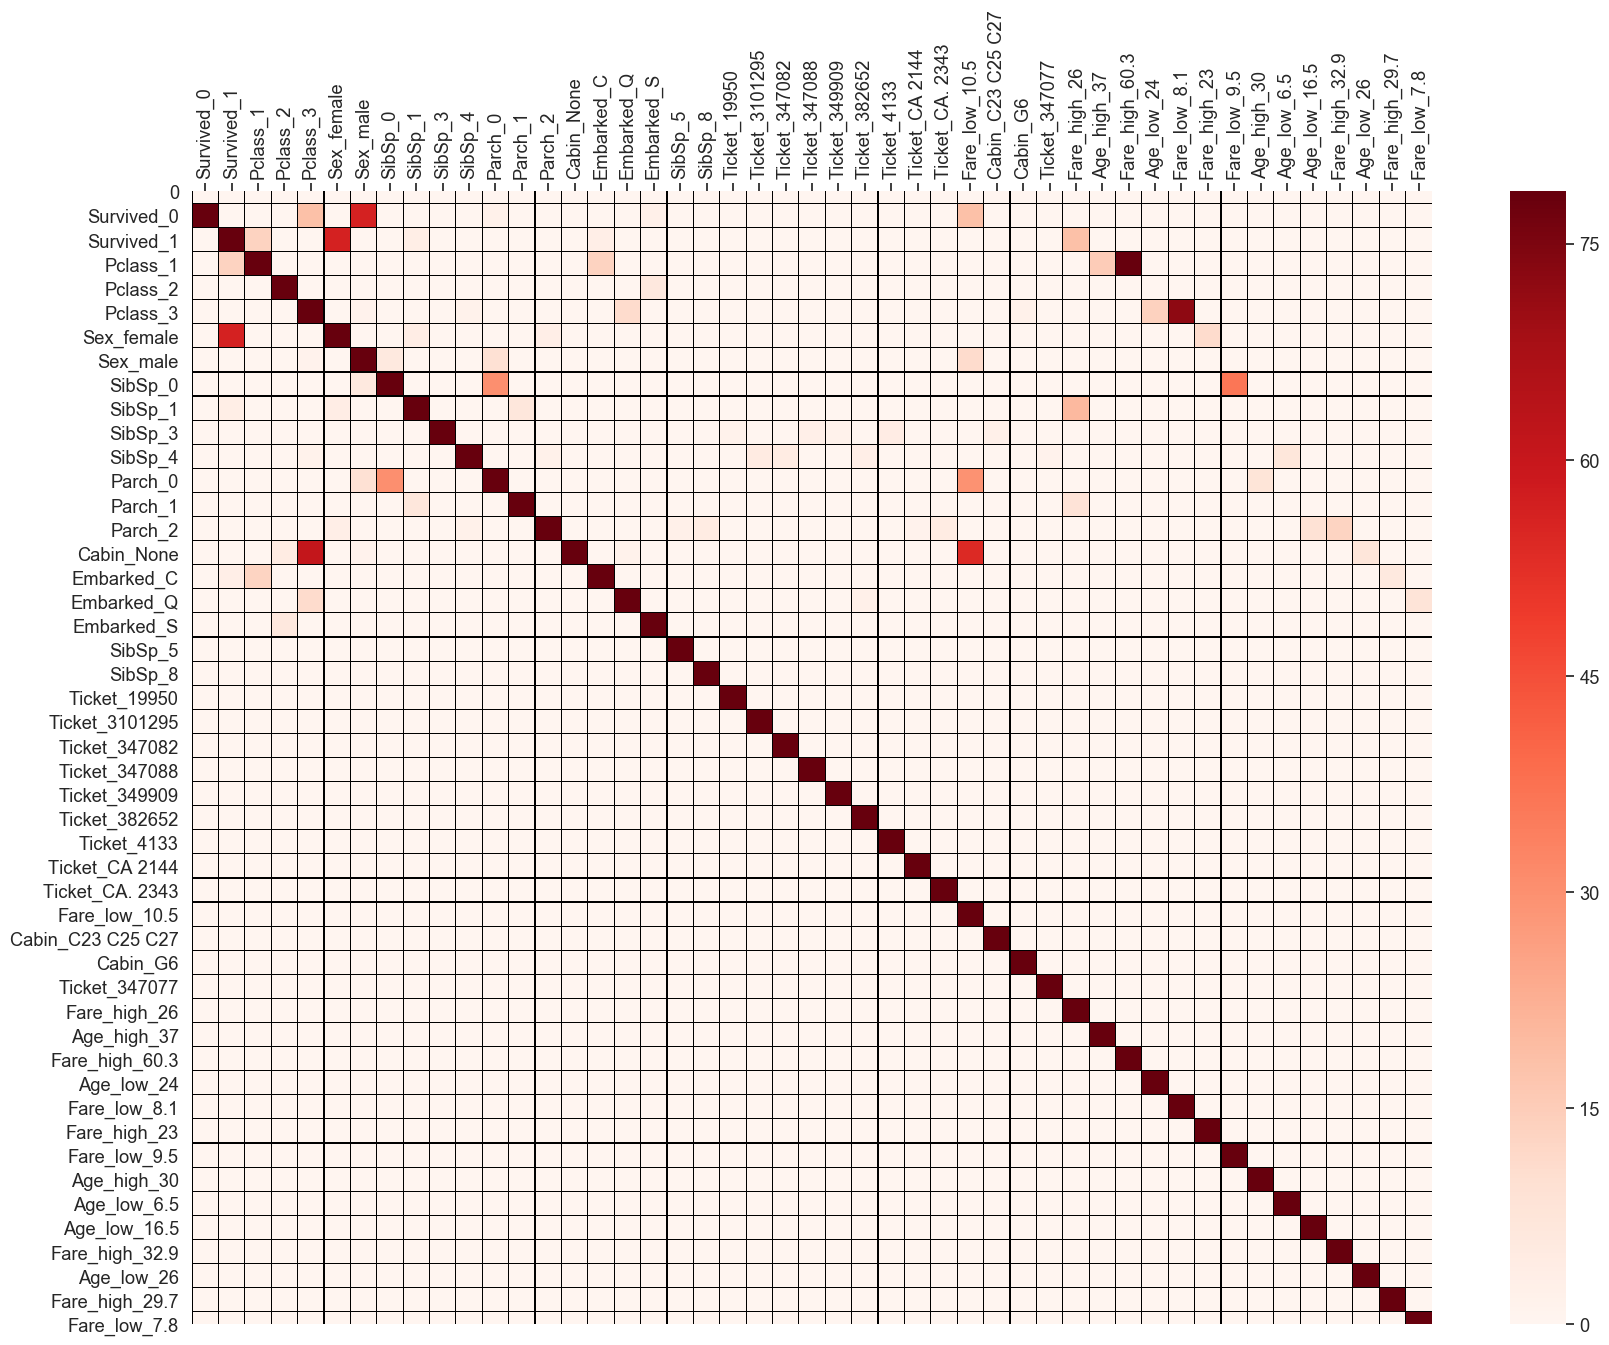 Survived_0
Survived_1
Pclass_1
Pclass_2
Pclass_3
Sex_female
Sex_male
SibSp_0
SibSp_1
SibSp_3
SibSp_4
Parch_0
Parch_1
Parch_2
Cabin_None
Embarked_C
Embarked_Q
Embarked_S
SibSp_5
SibSp_8
Ticket_19950
Ticket_3101295
Ticket_347082
Ticket_347088
Ticket_349909
Ticket_382652
Ticket_4133
Ticket_CA 2144
Ticket_CA. 2343
Fare_low_10.5
Cabin_C23 C25 C27
Cabin_G6
Ticket_347077
Fare_high_26
Age_high_37
Fare_high_60.3
Age_low_24
Fare_low_8.1
Fare_high_23
Fare_low_9.5
Age_high_30
Age_low_6.5
Age_low_16.5
Fare_high_32.9
Age_low_26
Fare_high_29.7
Fare_low_7.8
0
Survived_0
Survived_1
Pclass_1
Pclass_2
Pclass_3
Sex_female
Sex_male
SibSp_0
SibSp_1
SibSp_3
SibSp_4
Parch_0
Parch_1
Parch_2
Cabin_None
Embarked_C
Embarked_Q
Embarked_S
SibSp_5
SibSp_8
Ticket_19950
Ticket_3101295
Ticket_347082
Ticket_347088
Ticket_349909
Ticket_382652
Ticket_4133
Ticket_CA 2144
Ticket_CA. 2343
Fare_low_10.5
Cabin_C23 C25 C27
Cabin_G6
Ticket_347077
Fare_high_26
Age_high_37
Fare_high_60.3
Age_low_24
Fare_low_8.1
Fare_high_23
Fare_low_9.5
Age_high_30
Age_low_6.5
Age_low_16.5
Fare_high_32.9
Age_low_26
Fare_high_29.7
Fare_low_7.8
75
60
45
30
15
0